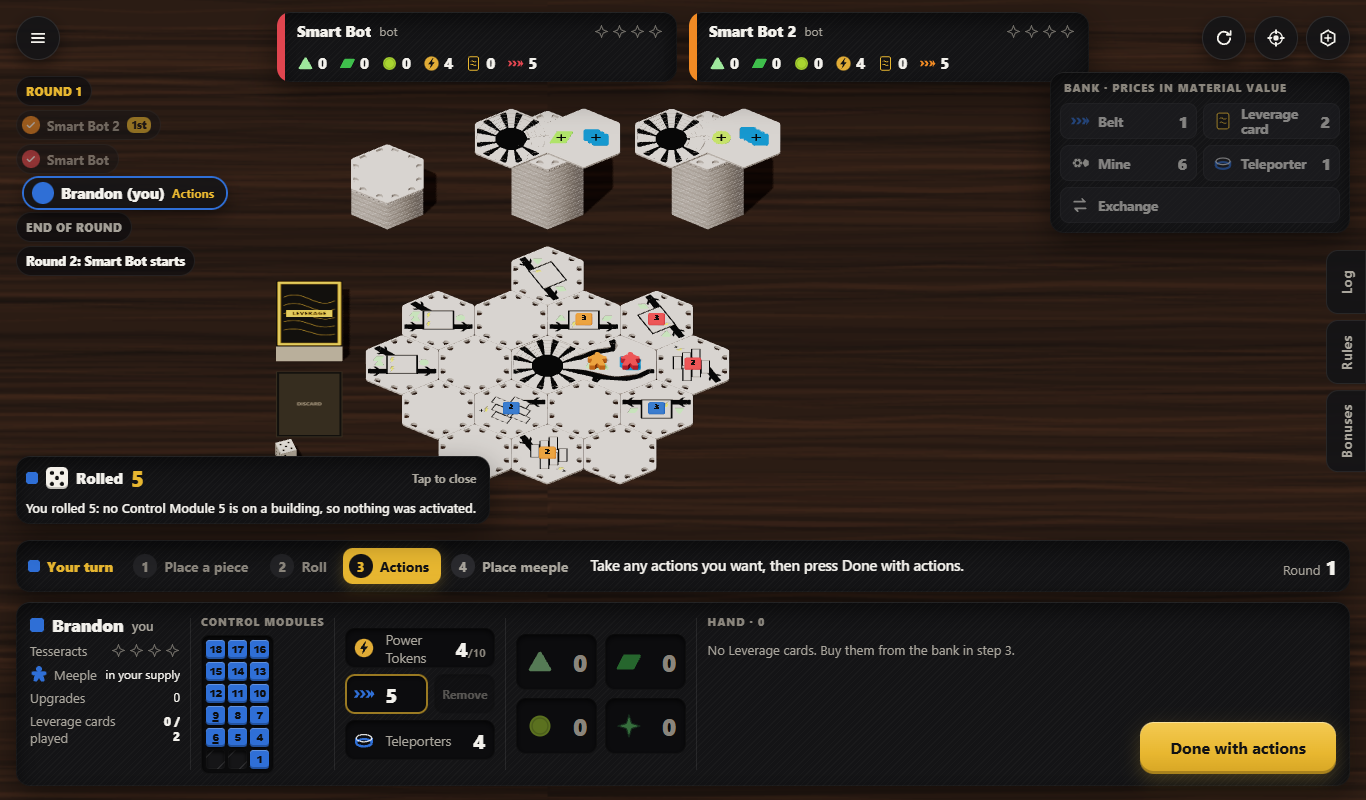 Smart Bot bot
0 0 0 4 0 5
Smart Bot 2 bot
0 0 0 4 0 5
ROUND 1
Smart Bot 2 1st
Smart Bot
Brandon (you) Actions
END OF ROUND
Round 2: Smart Bot starts
BANK · PRICES IN MATERIAL VALUE
Belt 1
Leverage card 2
Mine 6
Teleporter 1
Exchange
Log
Rules
Bonuses
LEVERAGE
DISCARD
3
3
2
2
3
2
Rolled 5
Tap to close
You rolled 5: no Control Module 5 is on a building, so nothing was activated.
Your turn
1 Place a piece
2 Roll
3 Actions
4 Place meeple
Take any actions you want, then press Done with actions.
Round 1
Brandon you
Tesseracts
Meeple in your supply
Upgrades 0
Leverage cards played 0 / 2
CONTROL MODULES
18 17 16
15 14 13
12 11 10
9 8 7
6 5 4
1
Power Tokens 4/10
5
Remove
Teleporters 4
0 0
0 0
HAND · 0
No Leverage cards. Buy them from the bank in step 3.
Done with actions